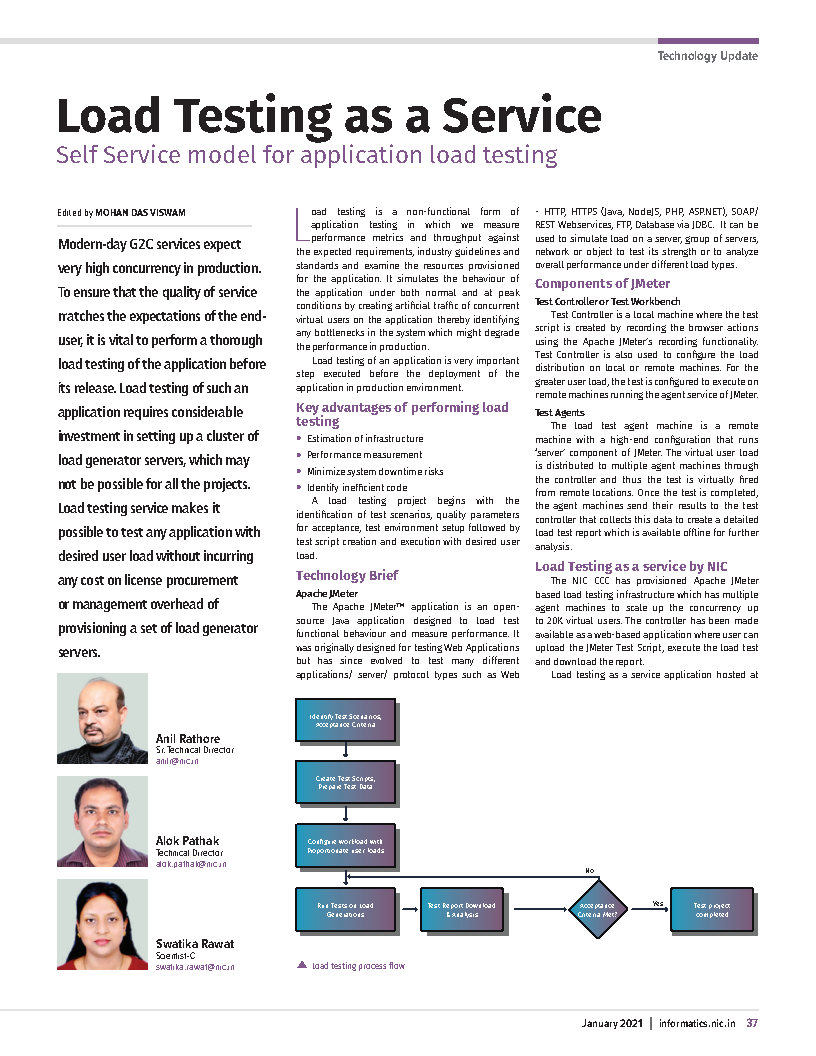 Technology Update
Load Testing as a Service
Self Service model for application load testing
Edited by MOHAN DAS VISWAM
Modern-day G2C services expect
very high concurrency in production.
To ensure that the quality of service
matches the expectations of the end-
user, it is vital to perform a thorough
load testing of the application before
its release. Load testing of such an
application requires considerable
investment in setting up a cluster of
load generator servers, which may
not be possible for all the projects.
Load testing service makes it
possible to test any application with
desired user load without incurring
any cost on license procurement
or management overhead of
provisioning a set of load generator
servers.
Anil Rathore
Sr. Technical Director
anilr@nic.in
Alok Pathak
Technical Director
alok.pathak@nic.in
Swatika Rawat
Scientist-C
swatika.rawat@nic.in
Load testing is a non-functional form of
application testing in which we measure
performance metrics and throughput against
the expected requirements, industry guidelines and
standards and examine the resources provisioned
for the application. It simulates the behaviour of
the application under both normal and at peak
conditions by creating artificial traffic of concurrent
virtual users on the application thereby identifying
any bottlenecks in the system which might degrade
the performance in production.
Load testing of an application is very important
step executed before the deployment of the
application in production environment.
Key advantages of performing load
testing
• Estimation of infrastructure
• Performance measurement
• Minimize system downtime risks
• Identify inefficient code
A load testing project begins with the
identification of test scenarios, quality parameters
for acceptance, test environment setup followed by
test script creation and execution with desired user
load.
Technology Brief
Apache JMeter
The Apache JMeter™ application is an open-
source Java application designed to load test
functional behaviour and measure performance. It
was originally designed for testing Web Applications
but has since evolved to test many different
applications/ server/ protocol types such as Web
- HTTP, HTTPS (Java, NodeJS, PHP, ASP.NET), SOAP/
REST Webservices, FTP, Database via JDBC. It can be
used to simulate load on a server, group of servers,
network or object to test its strength or to analyze
overall performance under different load types.
Components of JMeter
Test Controller or Test Workbench
Test Controller is a local machine where the test
script is created by recording the browser actions
using the Apache JMeter's recording functionality.
Test Controller is also used to configure the load
distribution on local or remote machines. For the
greater user load, the test is configured to execute on
remote machines running the agent service of JMeter.
Test Agents
The load test agent machine is a remote
machine with a high-end configuration that runs
'server' component of JMeter. The virtual user load
is distributed to multiple agent machines through
the controller and thus the test is virtually fired
from remote locations. Once the test is completed,
the agent machines send their results to the test
controller that collects this data to create a detailed
load test report which is available offline for further
analysis.
Load Testing as a service by NIC
The NIC CCC has provisioned Apache JMeter
based load testing infrastructure which has multiple
agent machines to scale up the concurrency up
to 20K virtual users. The controller has been made
available as a web-based application where user can
upload the JMeter Test Script, execute the load test
and download the report.
Load testing as a service application hosted at
Identify Test Scenarios,
Acceptance Criteria
Create Test Scripts,
Prepare Test Data
Configure workload with
Proportionate user loads
Run Tests on Load
Generations
Test Report Download
& Analysis
Acceptance
Criteria Met?
No
Yes
Test project
completed
Load testing process flow
January 2021 | informatics.nic.in 37